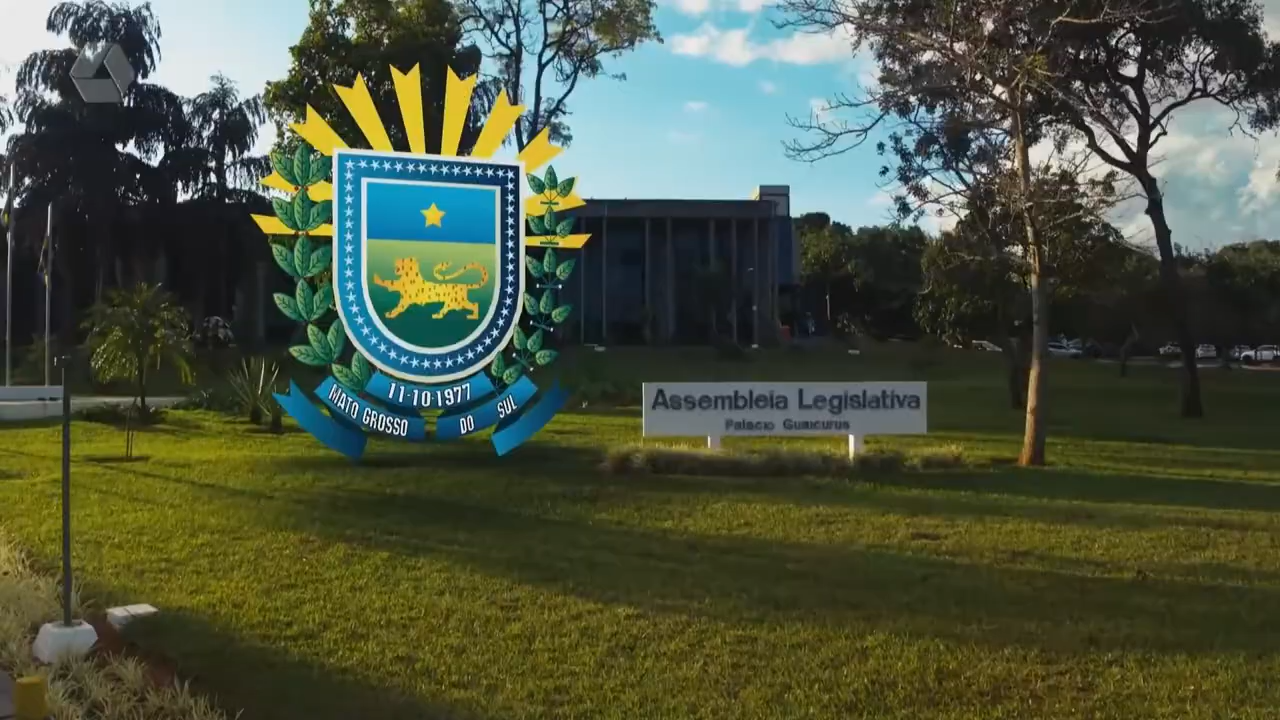 11·10·1977
MATO GROSSO DO SUL
Assembleia Legislativa
Palácio Guaicurus